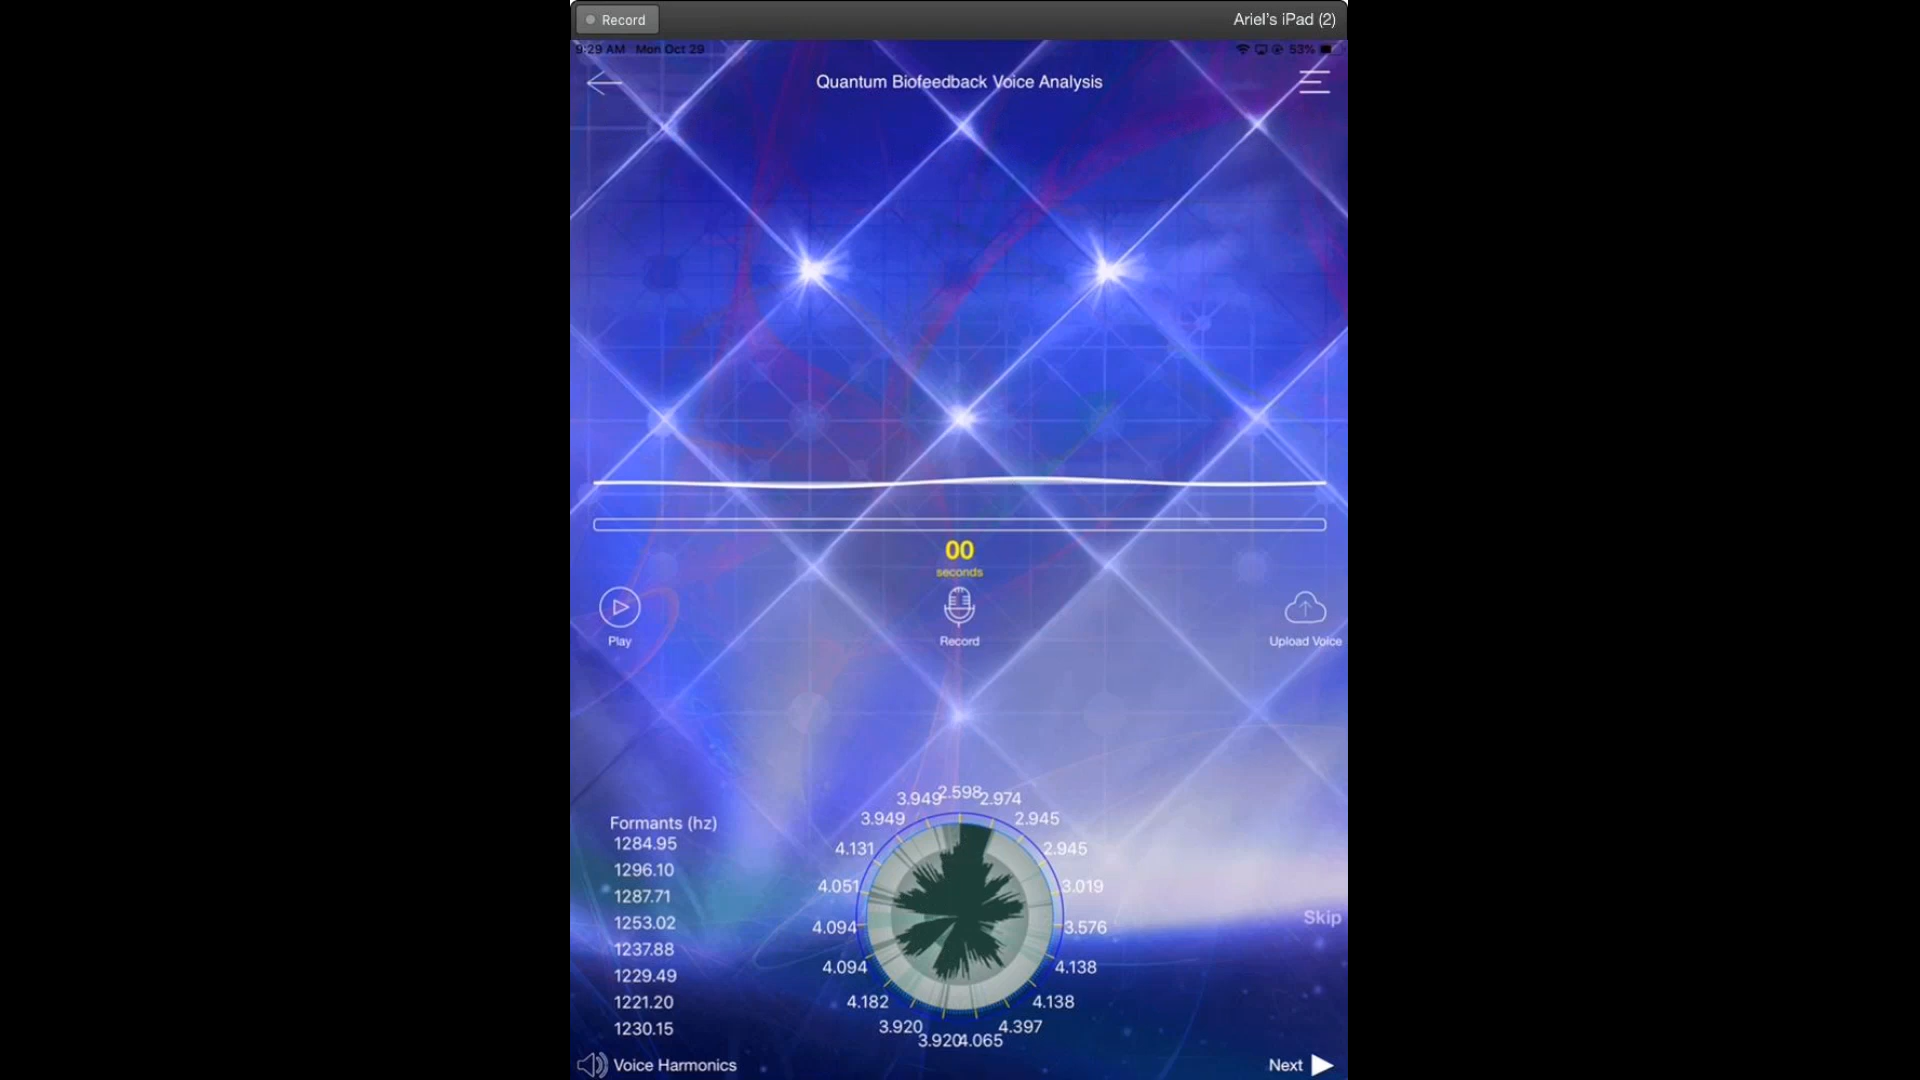 Record
Ariel's iPad (2)
9:29 AM Mon Oct 29
53%
Quantum Biofeedback Voice Analysis
00
seconds
Play
Record
Upload Voice
Formants (hz)
1284.95
1296.10
1287.71
1253.02
1237.88
1229.49
1221.20
1230.15
2.598
2.974
2.945
2.945
3.019
3.576
4.138
4.138
4.397
4.065
3.920
3.920
4.182
4.094
4.094
4.051
4.131
3.949
3.949
Skip
Voice Harmonics
Next